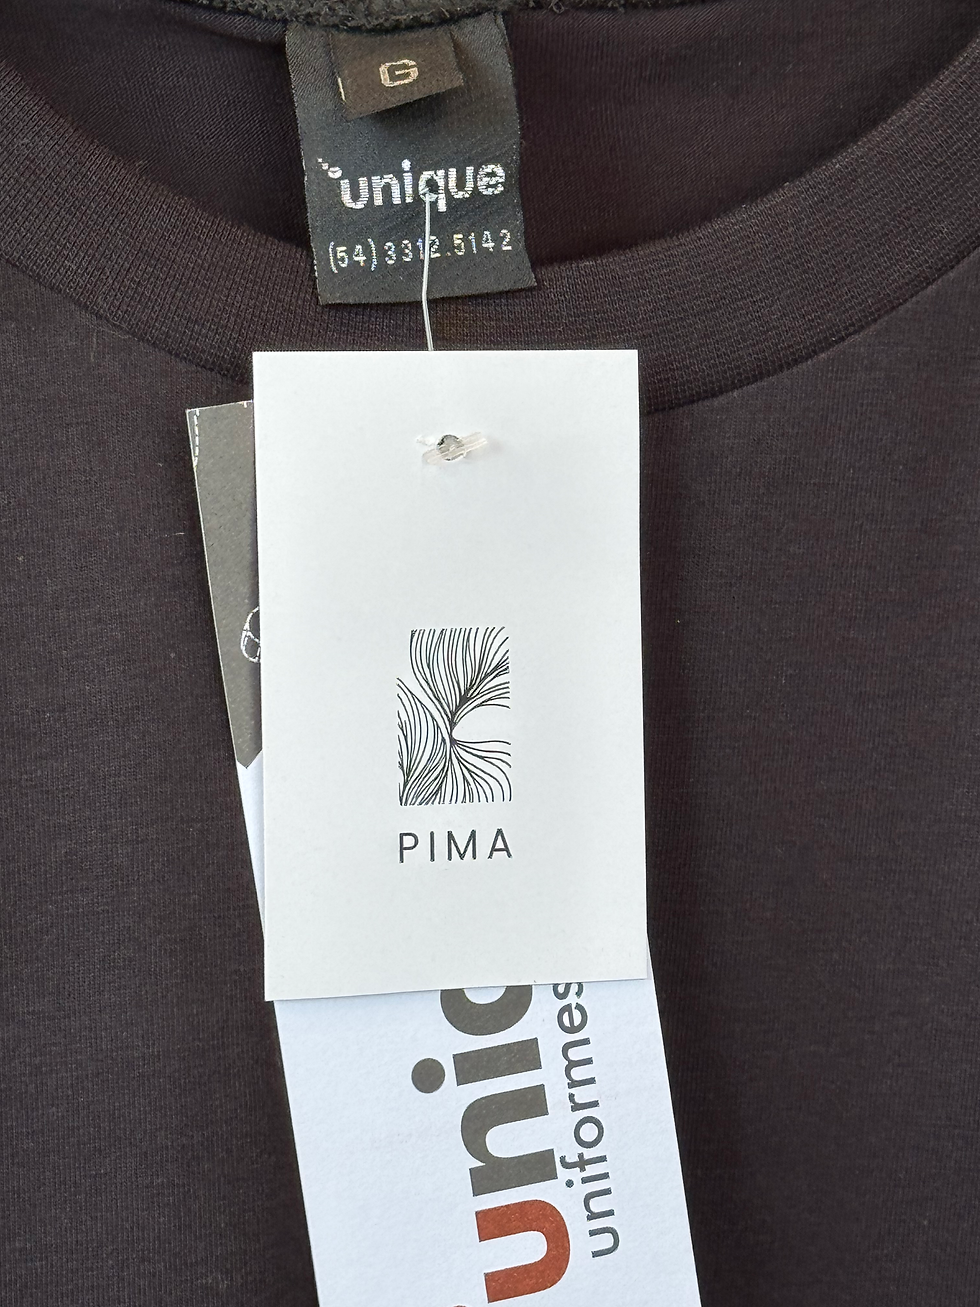 G
unique
(54)3312.5142
PIMA
uniformes